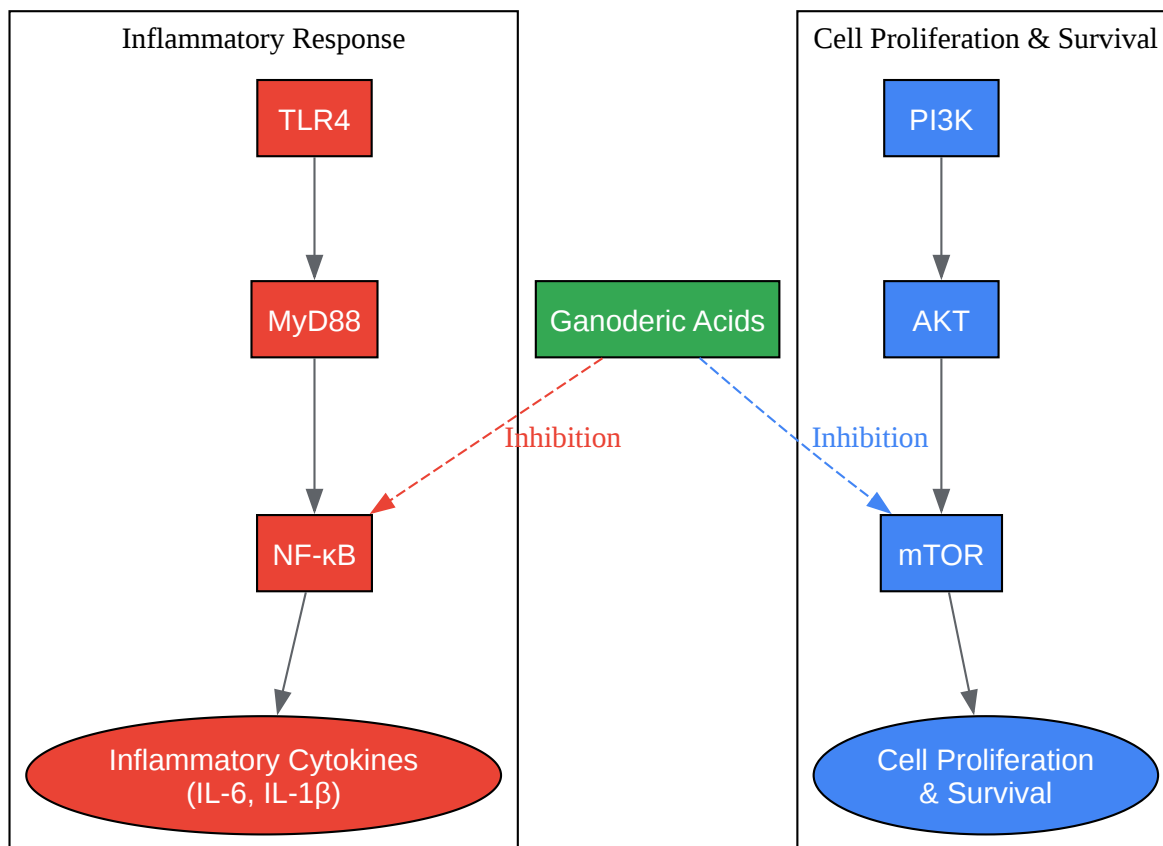 Inflammatory Response
TLR4
MyD88
NF-κB
Inflammatory Cytokines
(IL-6, IL-1β)
Ganoderic Acids
Inhibition
Inhibition
Cell Proliferation & Survival
PI3K
AKT
mTOR
Cell Proliferation
& Survival